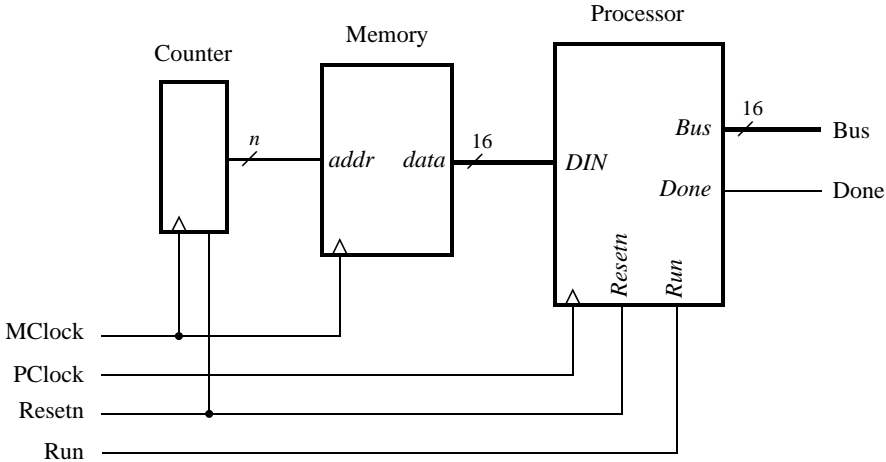 Processor
Memory
Counter
n
addr
data
16
DIN
Bus
16
Bus
Done
Done
Resetn
Run
MClock
PClock
Resetn
Run